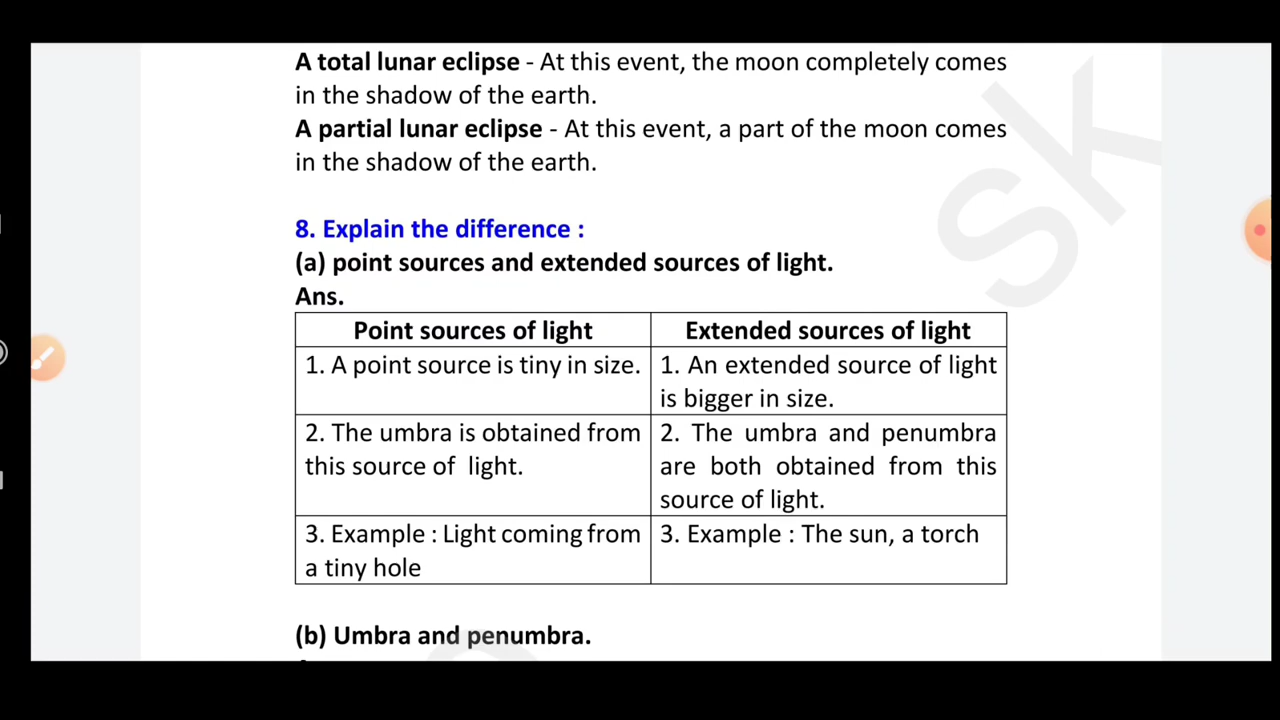 A total lunar eclipse - At this event, the moon completely comes
in the shadow of the earth.
A partial lunar eclipse - At this event, a part of the moon comes
in the shadow of the earth.
8. Explain the difference :
(a) point sources and extended sources of light.
Ans.
Point sources of light
Extended sources of light
1. A point source is tiny in size.
1. An extended source of light
is bigger in size.
2. The umbra is obtained from
this source of light.
2. The umbra and penumbra
are both obtained from this
source of light.
3. Example : Light coming from
a tiny hole
3. Example : The sun, a torch
(b) Umbra and penumbra.
sk